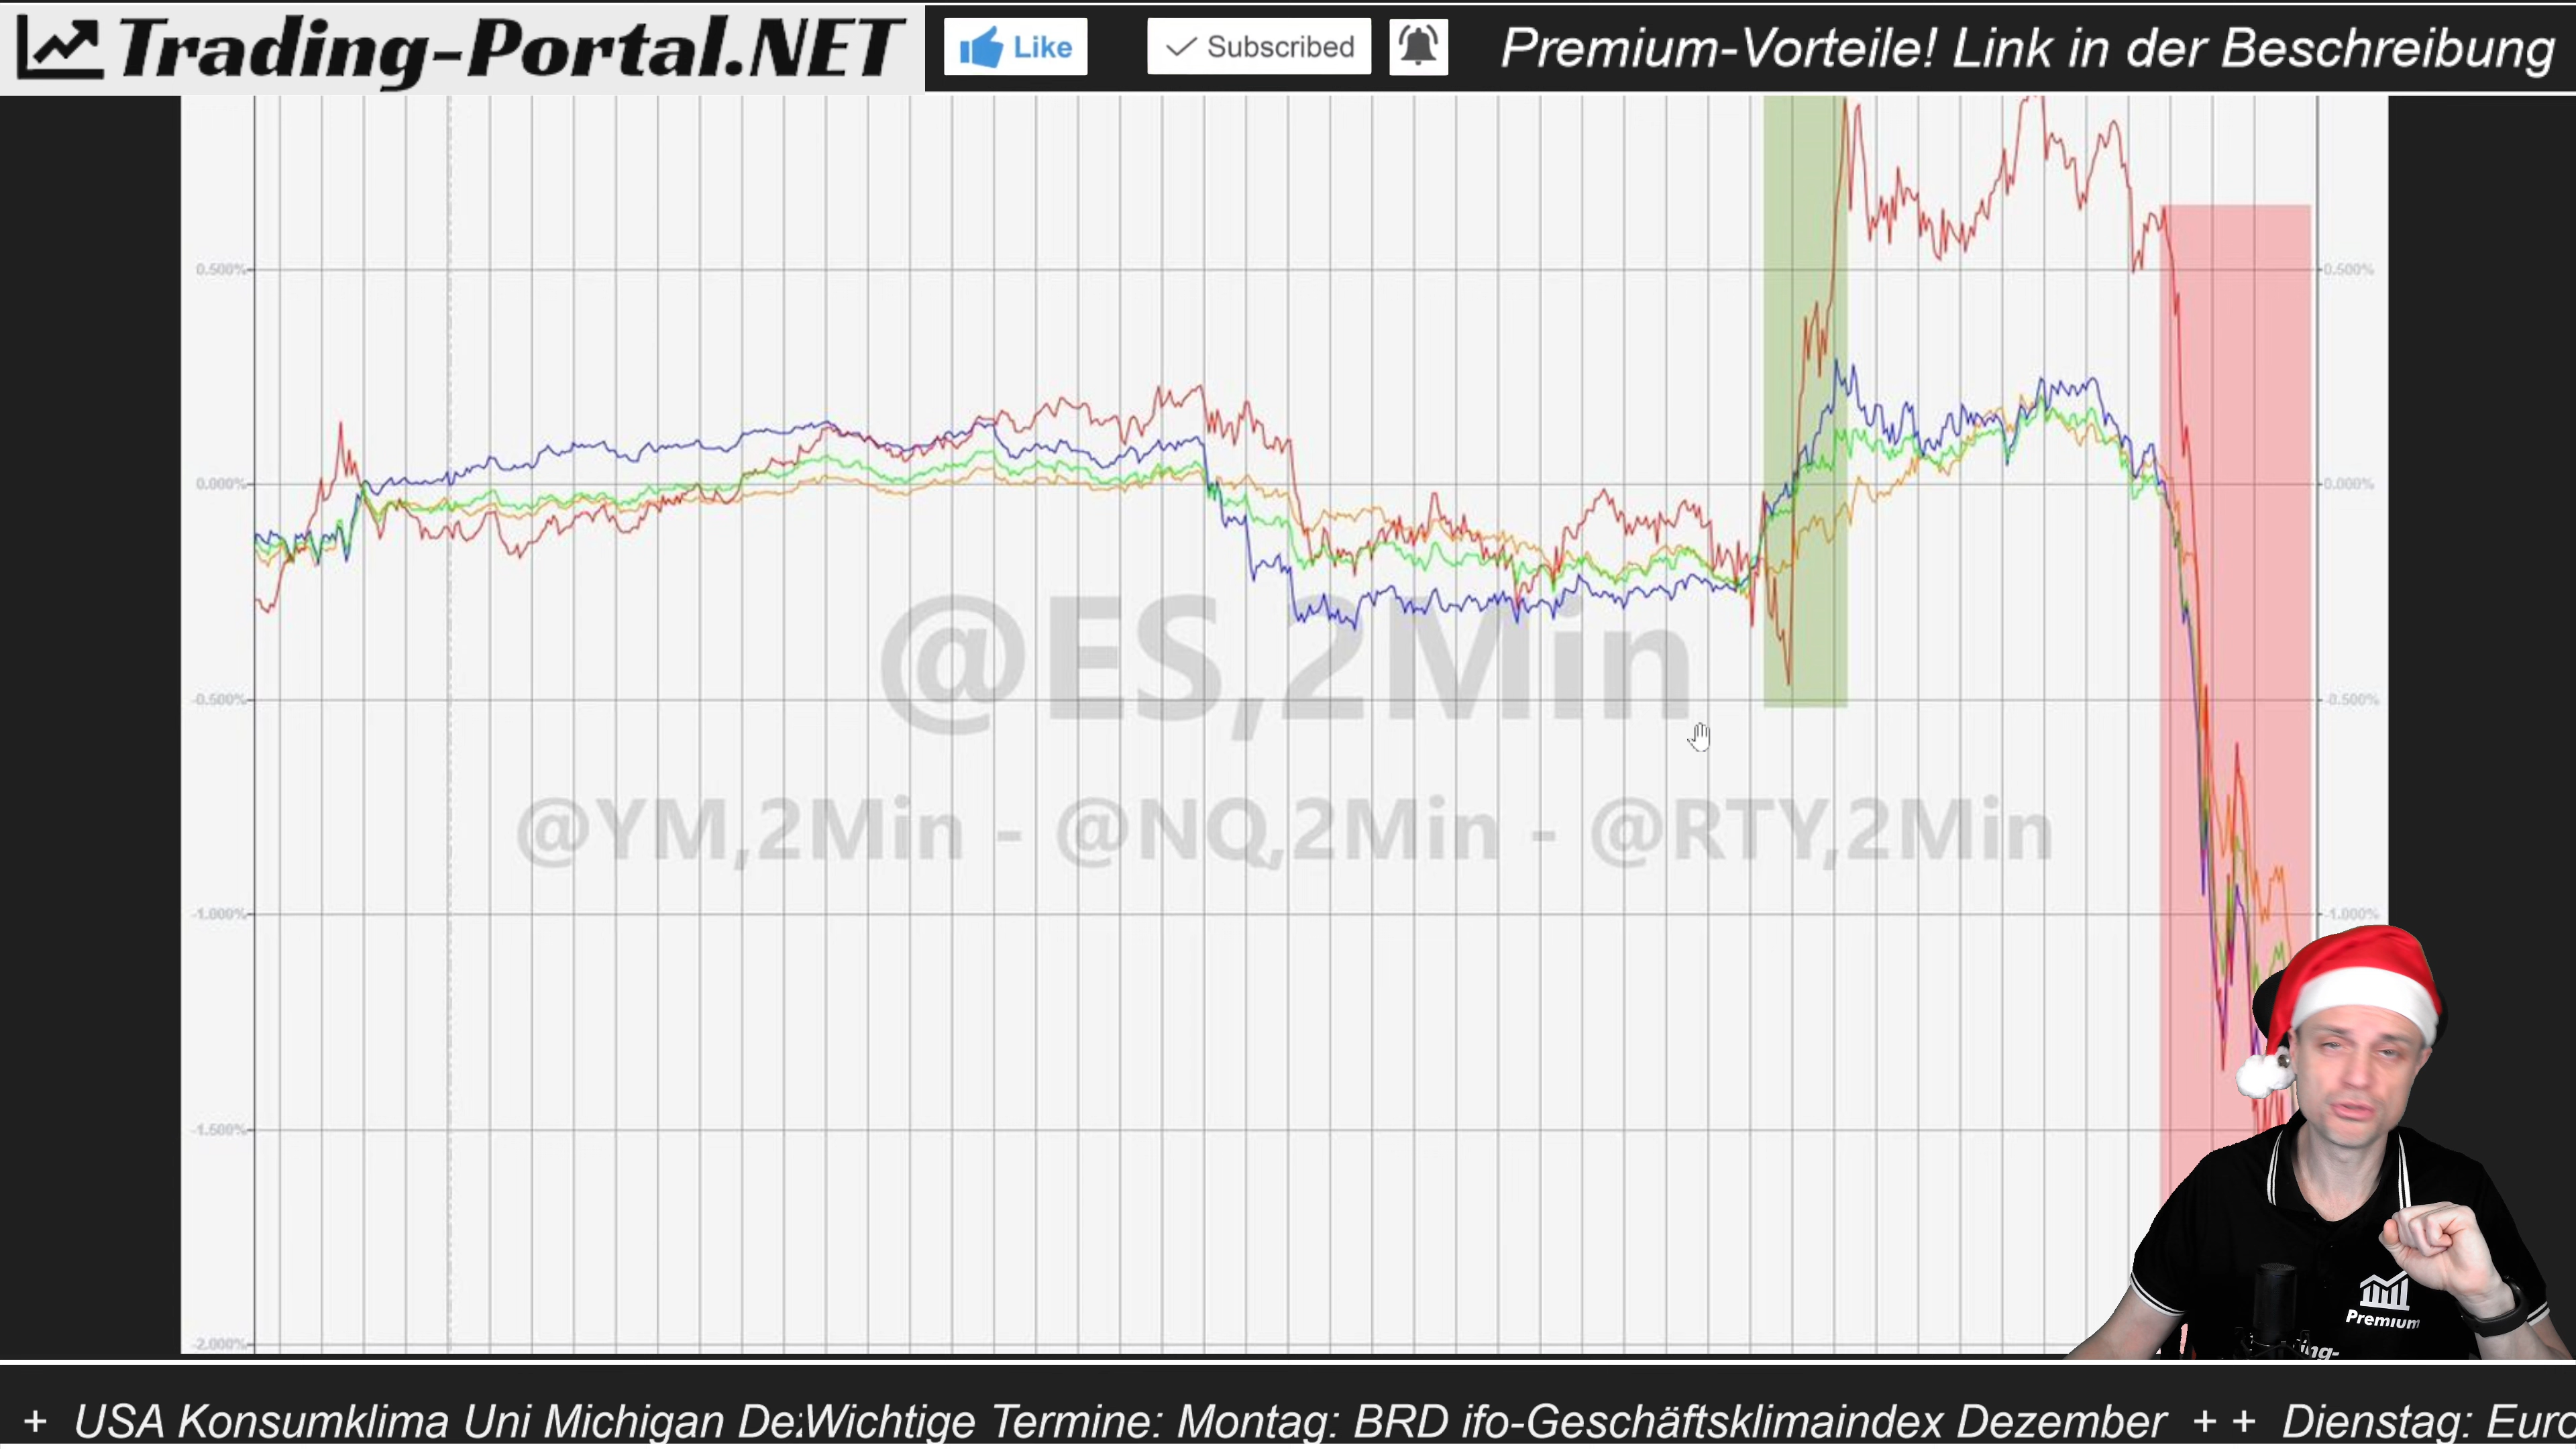 Trading-Portal.NET
Like
Subscribed
Premium-Vorteile! Link in der Beschreibung
0.500%
0.500%
0.000%
0.000%
-0.500%
-0.500%
@ES,2Min
@YM,2Min - @NQ,2Min - @RTY,2Min
-1.000%
-1.000%
-1.500%
-2.000%
Premium
ing-
+ USA Konsumklima Uni Michigan De:Wichtige Termine: Montag: BRD ifo-Geschäftsklimaindex Dezember + + Dienstag: Euro